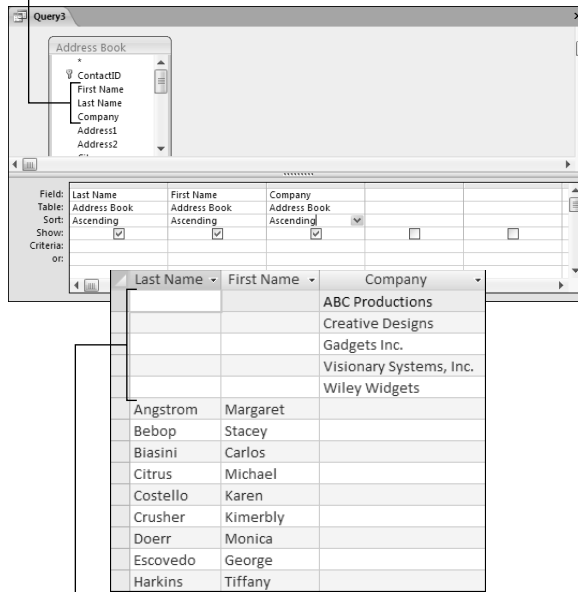 Query3
Address Book
*
ContactID
First Name
Last Name
Company
Address1
Address2
Field: Last Name First Name Company
Table: Address Book Address Book Address Book
Sort: Ascending Ascending Ascending
Show:
Criteria:
or:
Last Name First Name Company
ABC Productions
Creative Designs
Gadgets Inc.
Visionary Systems, Inc.
Wiley Widgets
Angstrom Margaret
Bebop Stacey
Biasini Carlos
Citrus Michael
Costello Karen
Crusher Kimerbly
Doerr Monica
Escovedo George
Harkins Tiffany